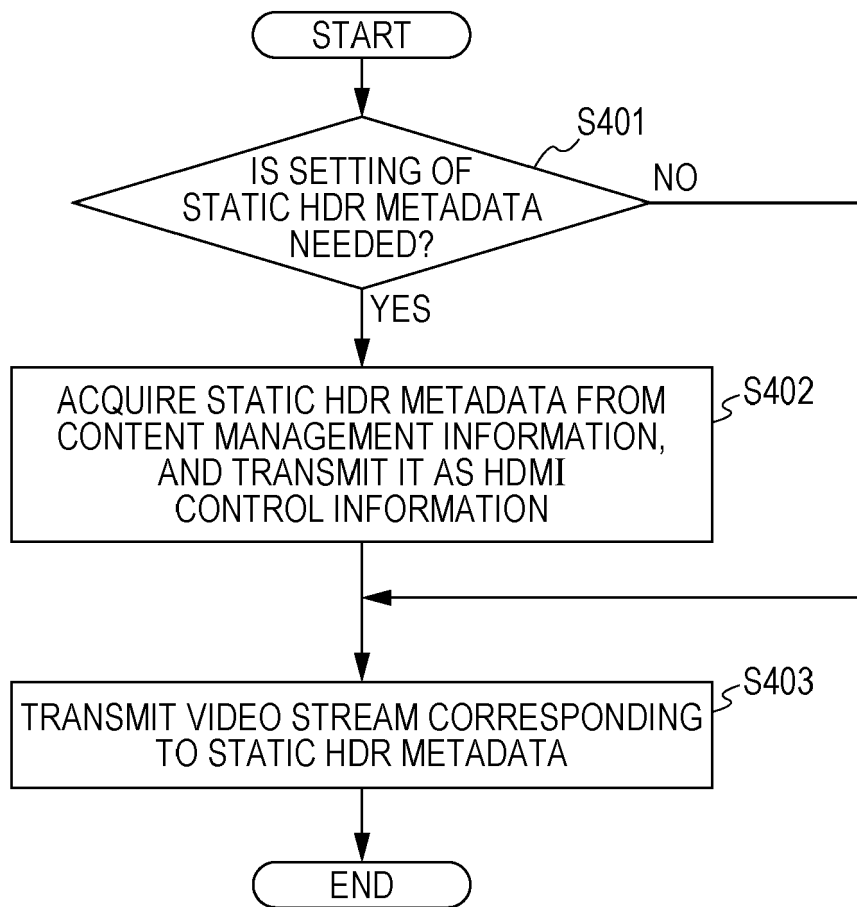 START
S401
IS SETTING OF
STATIC HDR METADATA
NEEDED?
NO
YES
ACQUIRE STATIC HDR METADATA FROM
CONTENT MANAGEMENT INFORMATION,
AND TRANSMIT IT AS HDMI
CONTROL INFORMATION
S402
S403
TRANSMIT VIDEO STREAM CORRESPONDING
TO STATIC HDR METADATA
END